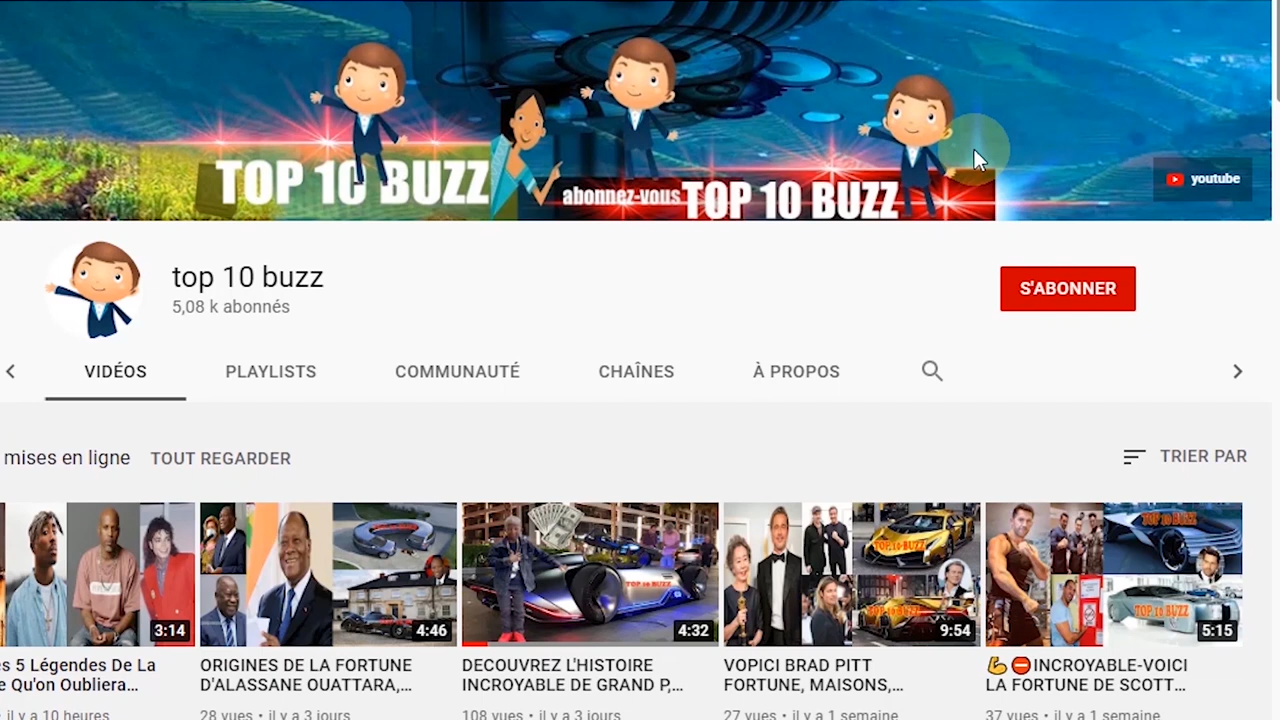 TOP 10 BUZZ
abonnez-vous TOP 10 BUZZ
youtube
top 10 buzz
5,08 k abonnés
S'ABONNER
VIDÉOS
PLAYLISTS
COMMUNAUTÉ
CHAÎNES
À PROPOS
mises en ligne
TOUT REGARDER
TRIER PAR
3:14
4:46
TOP 10 BUZZ
4:32
TOP 10 BUZZ
TOP 10 BUZZ
9:54
TOP 10 BUZZ
TOP 10 BUZZ
5:15
s 5 Légendes De La
e Qu'on Oubliera...
il y a 10 heures
ORIGINES DE LA FORTUNE
D'ALASSANE OUATTARA,...
28 vues • il y a 3 jours
DECOUVREZ L'HISTOIRE
INCROYABLE DE GRAND P,...
108 vues • il y a 3 jours
VOPICI BRAD PITT
FORTUNE, MAISONS,...
27 vues • il y a 1 semaine
💪⛔INCROYABLE-VOICI
LA FORTUNE DE SCOTT...
37 vues • il y a 1 semaine